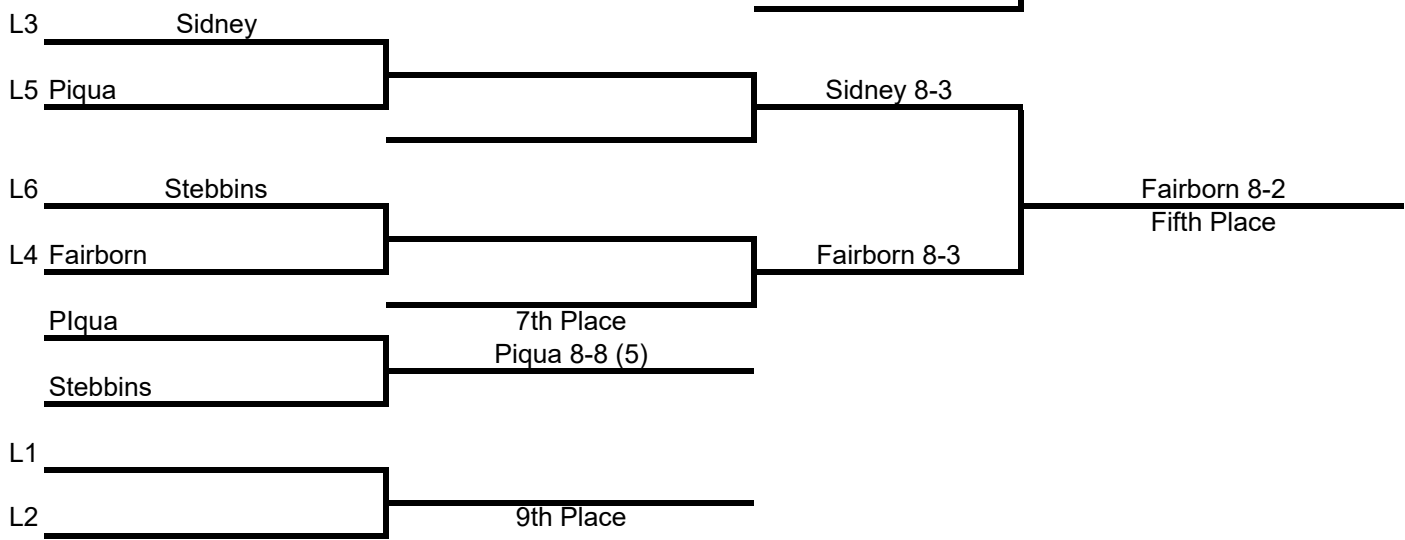 L3 Sidney
L5 Piqua
Sidney 8-3
L6 Stebbins
Fairborn 8-2
Fifth Place
L4 Fairborn
Fairborn 8-3
PIqua
7th Place
Piqua 8-8 (5)
Stebbins
L1
L2
9th Place